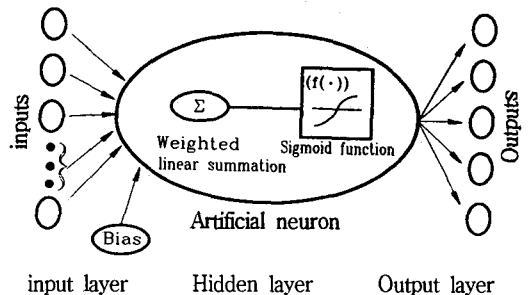 inputs
(f(·))
Σ
Weighted
linear summation
Sigmoid function
Outputs
Artificial neuron
Bias
input layer
Hidden layer
Output layer